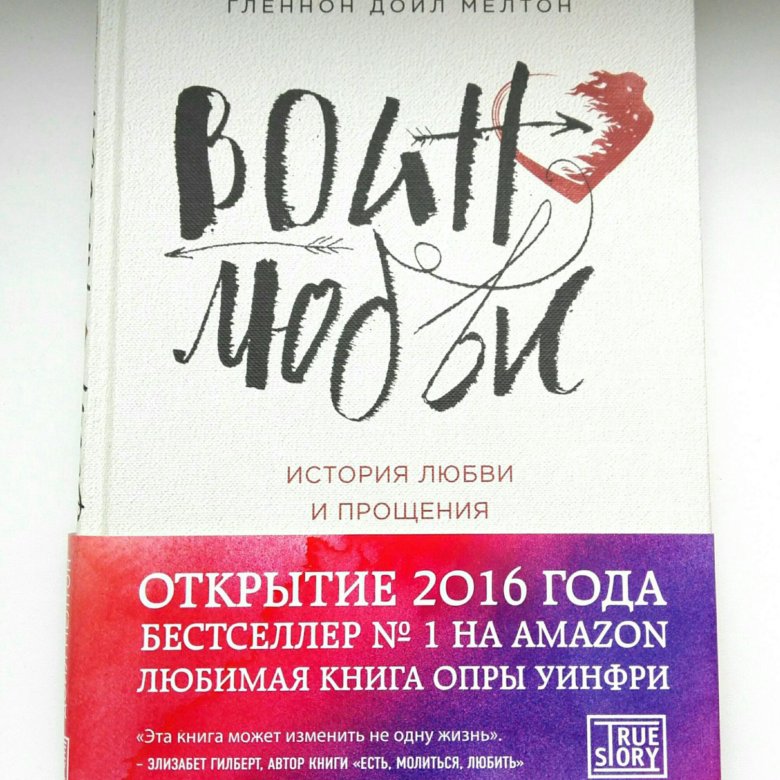 ГЛЕННОН ДОЙЛ МЕЛТОН
ВОИН
ЛЮБВИ
ИСТОРИЯ ЛЮБВИ
И ПРОЩЕНИЯ
ОТКРЫТИЕ 2016 ГОДА
БЕСТСЕЛЛЕР № 1 НА AMAZON
ЛЮБИМАЯ КНИГА ОПРЫ УИНФРИ
«Эта книга может изменить не одну жизнь».
– ЭЛИЗАБЕТ ГИЛБЕРТ, АВТОР КНИГИ «ЕСТЬ, МОЛИТЬСЯ, ЛЮБИТЬ»
TRUE
STORY